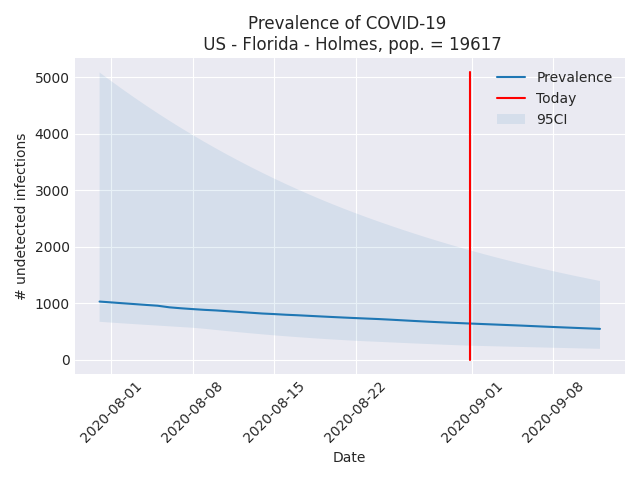 Prevalence of COVID-19
US - Florida - Holmes, pop. = 19617
Prevalence
Today
95CI
# undetected infections
5000
4000
3000
2000
1000
0
2020-08-01
2020-08-08
2020-08-15
2020-08-22
2020-09-01
2020-09-08
Date